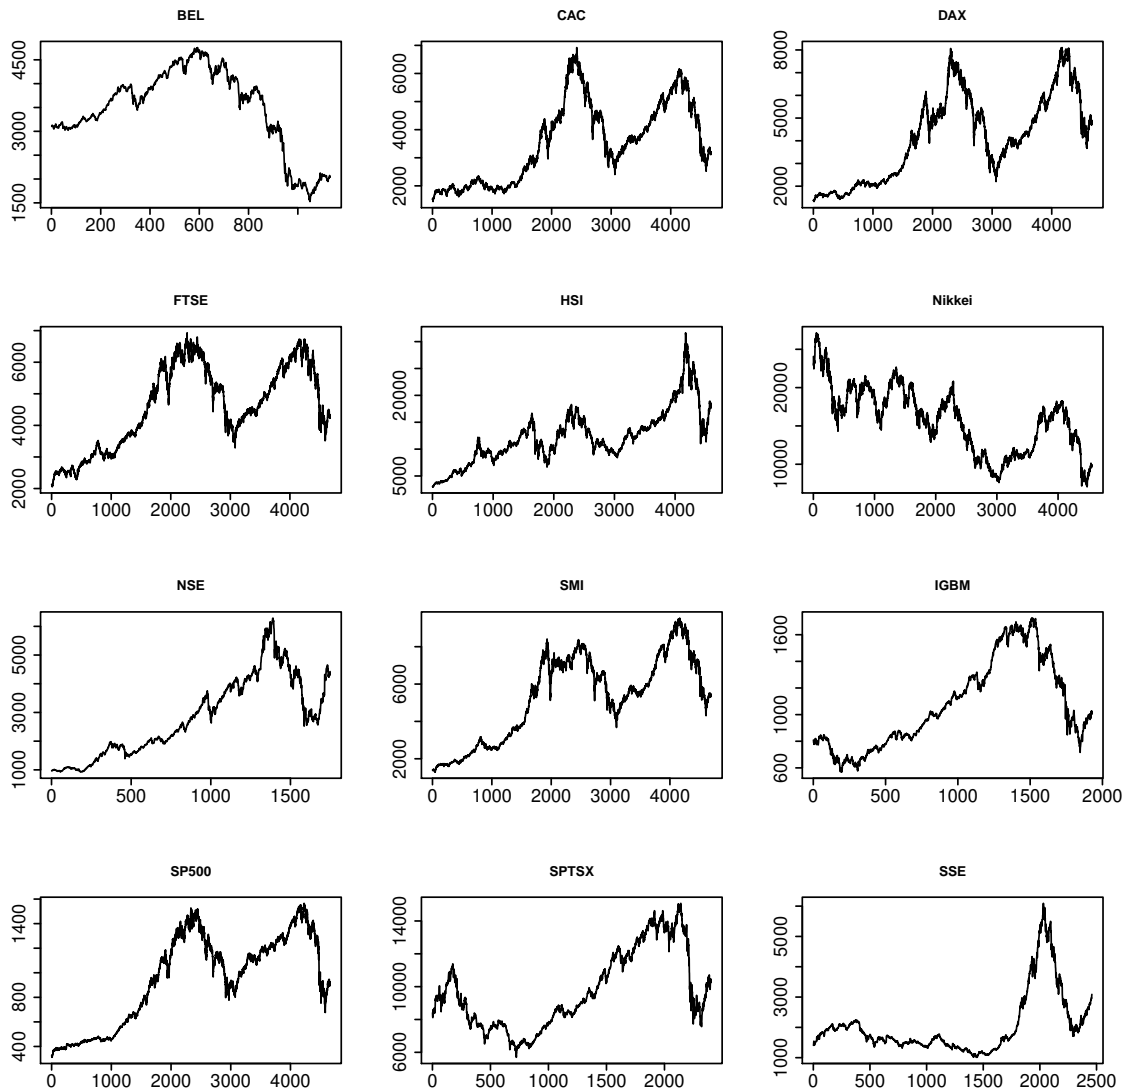 BEL
1500 3000 4500
0 200 400 600 800
CAC
2000 4000 6000
0 1000 2000 3000 4000
DAX
2000 5000 8000
0 1000 2000 3000 4000
FTSE
2000 4000 6000
0 1000 2000 3000 4000
HSI
5000 20000
0 1000 2000 3000 4000
Nikkei
10000 20000
0 1000 2000 3000 4000
NSE
1000 3000 5000
0 500 1000 1500
SMI
2000 6000
0 1000 2000 3000 4000
IGBM
600 1000 1600
0 500 1000 1500 2000
SP500
400 800 1400
0 1000 2000 3000 4000
SPTSX
6000 10000 14000
0 500 1000 1500 2000
SSE
1000 3000 5000
0 500 1000 1500 2000 2500